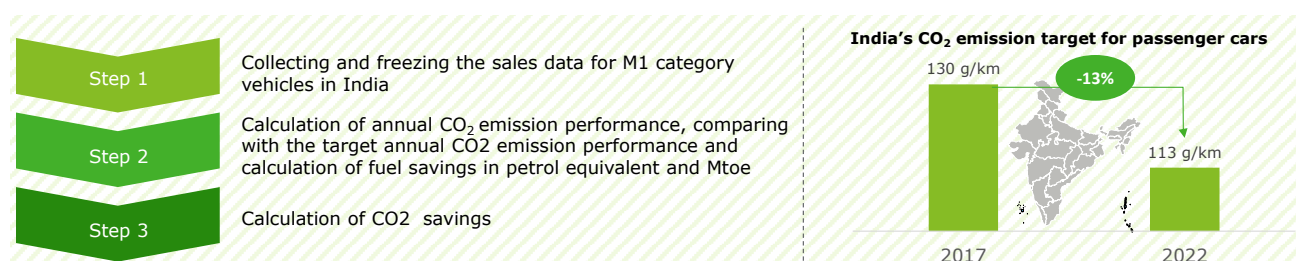 Step 1
Collecting and freezing the sales data for M1 category
vehicles in India
Step 2
Calculation of annual CO2 emission performance, comparing
with the target annual CO2 emission performance and
calculation of fuel savings in petrol equivalent and Mtoe
Step 3
Calculation of CO2 savings
India's CO2 emission target for passenger cars
130 g/km
-13%
113 g/km
2017
2022